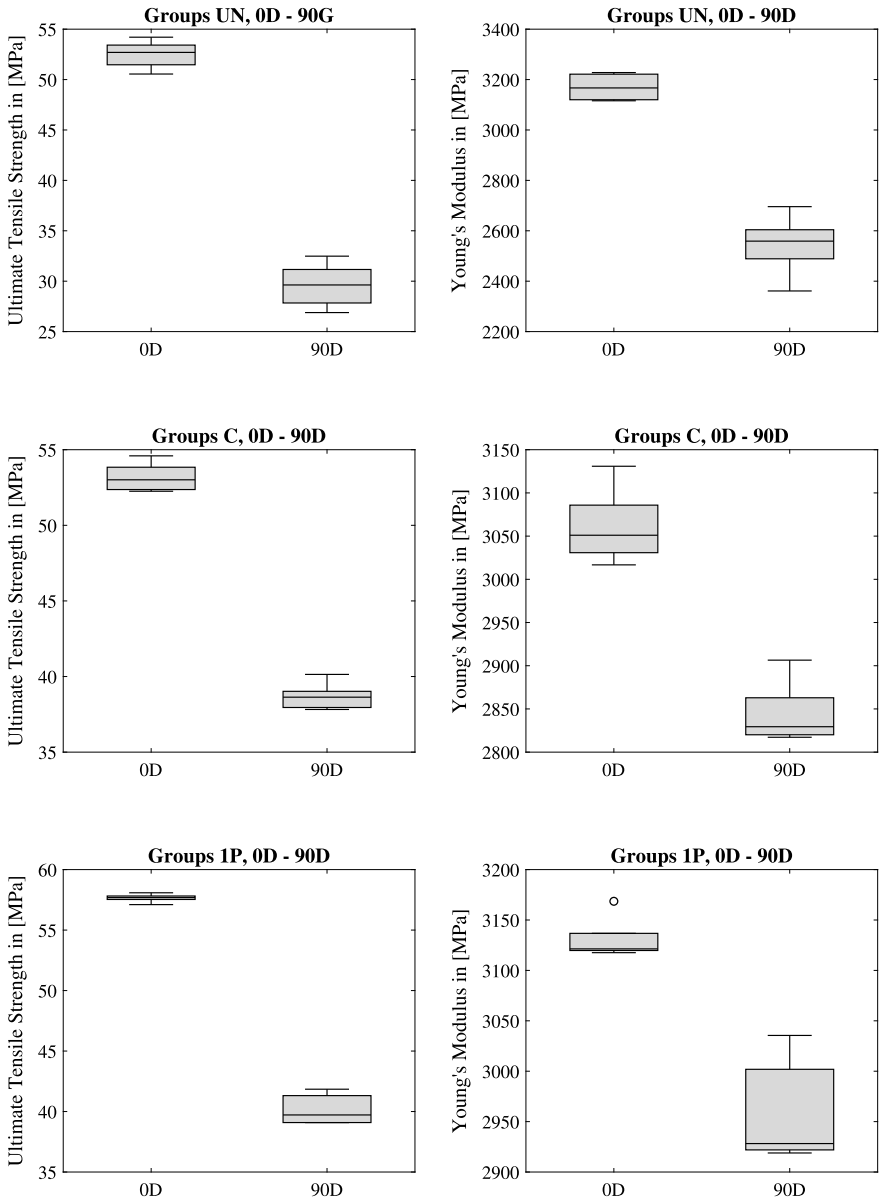 Groups UN, 0D - 90G
Ultimate Tensile Strength in [MPa]
55
50
45
40
35
30
25
0D 90D
Groups UN, 0D - 90D
Young's Modulus in [MPa]
3400
3200
3000
2800
2600
2400
2200
0D 90D
Groups C, 0D - 90D
Ultimate Tensile Strength in [MPa]
55
50
45
40
35
0D 90D
Groups C, 0D - 90D
Young's Modulus in [MPa]
3150
3100
3050
3000
2950
2900
2850
2800
0D 90D
Groups 1P, 0D - 90D
Ultimate Tensile Strength in [MPa]
60
55
50
45
40
35
0D 90D
Groups 1P, 0D - 90D
Young's Modulus in [MPa]
3200
3150
3100
3050
3000
2950
2900
0D 90D